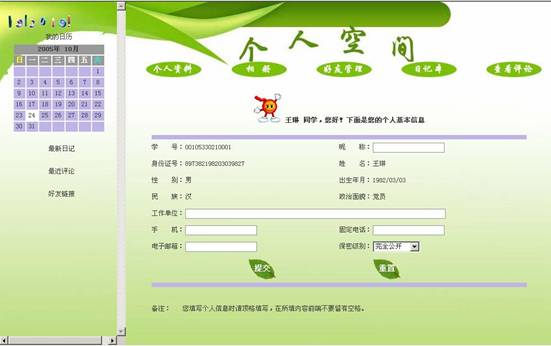 我的日历
2005年 10月
日 一 二 三 四 五 六
1
2 3 4 5 6 7 8
9 10 11 12 13 14 15
16 17 18 19 20 21 22
23 24 25 26 27 28 29
30 31
最新日记
最近评论
好友链接
个人空间
个人资料 相册 好友管理 日记本 查看评论
王琳 同学，您好！下面是您的个人基本信息
学 号：00105330210001 昵 称：
身份证号：89T38219820303982T 姓 名：王琳
性 别：男 出生年月：1982/03/03
民 族：汉 政治面貌：党员
工作单位：
手 机： 固定电话：
电子邮箱： 保密级别：完全公开
提交 重置
备注： 您填写个人信息时请顶格填写，在所填内容前端不要留有空格。